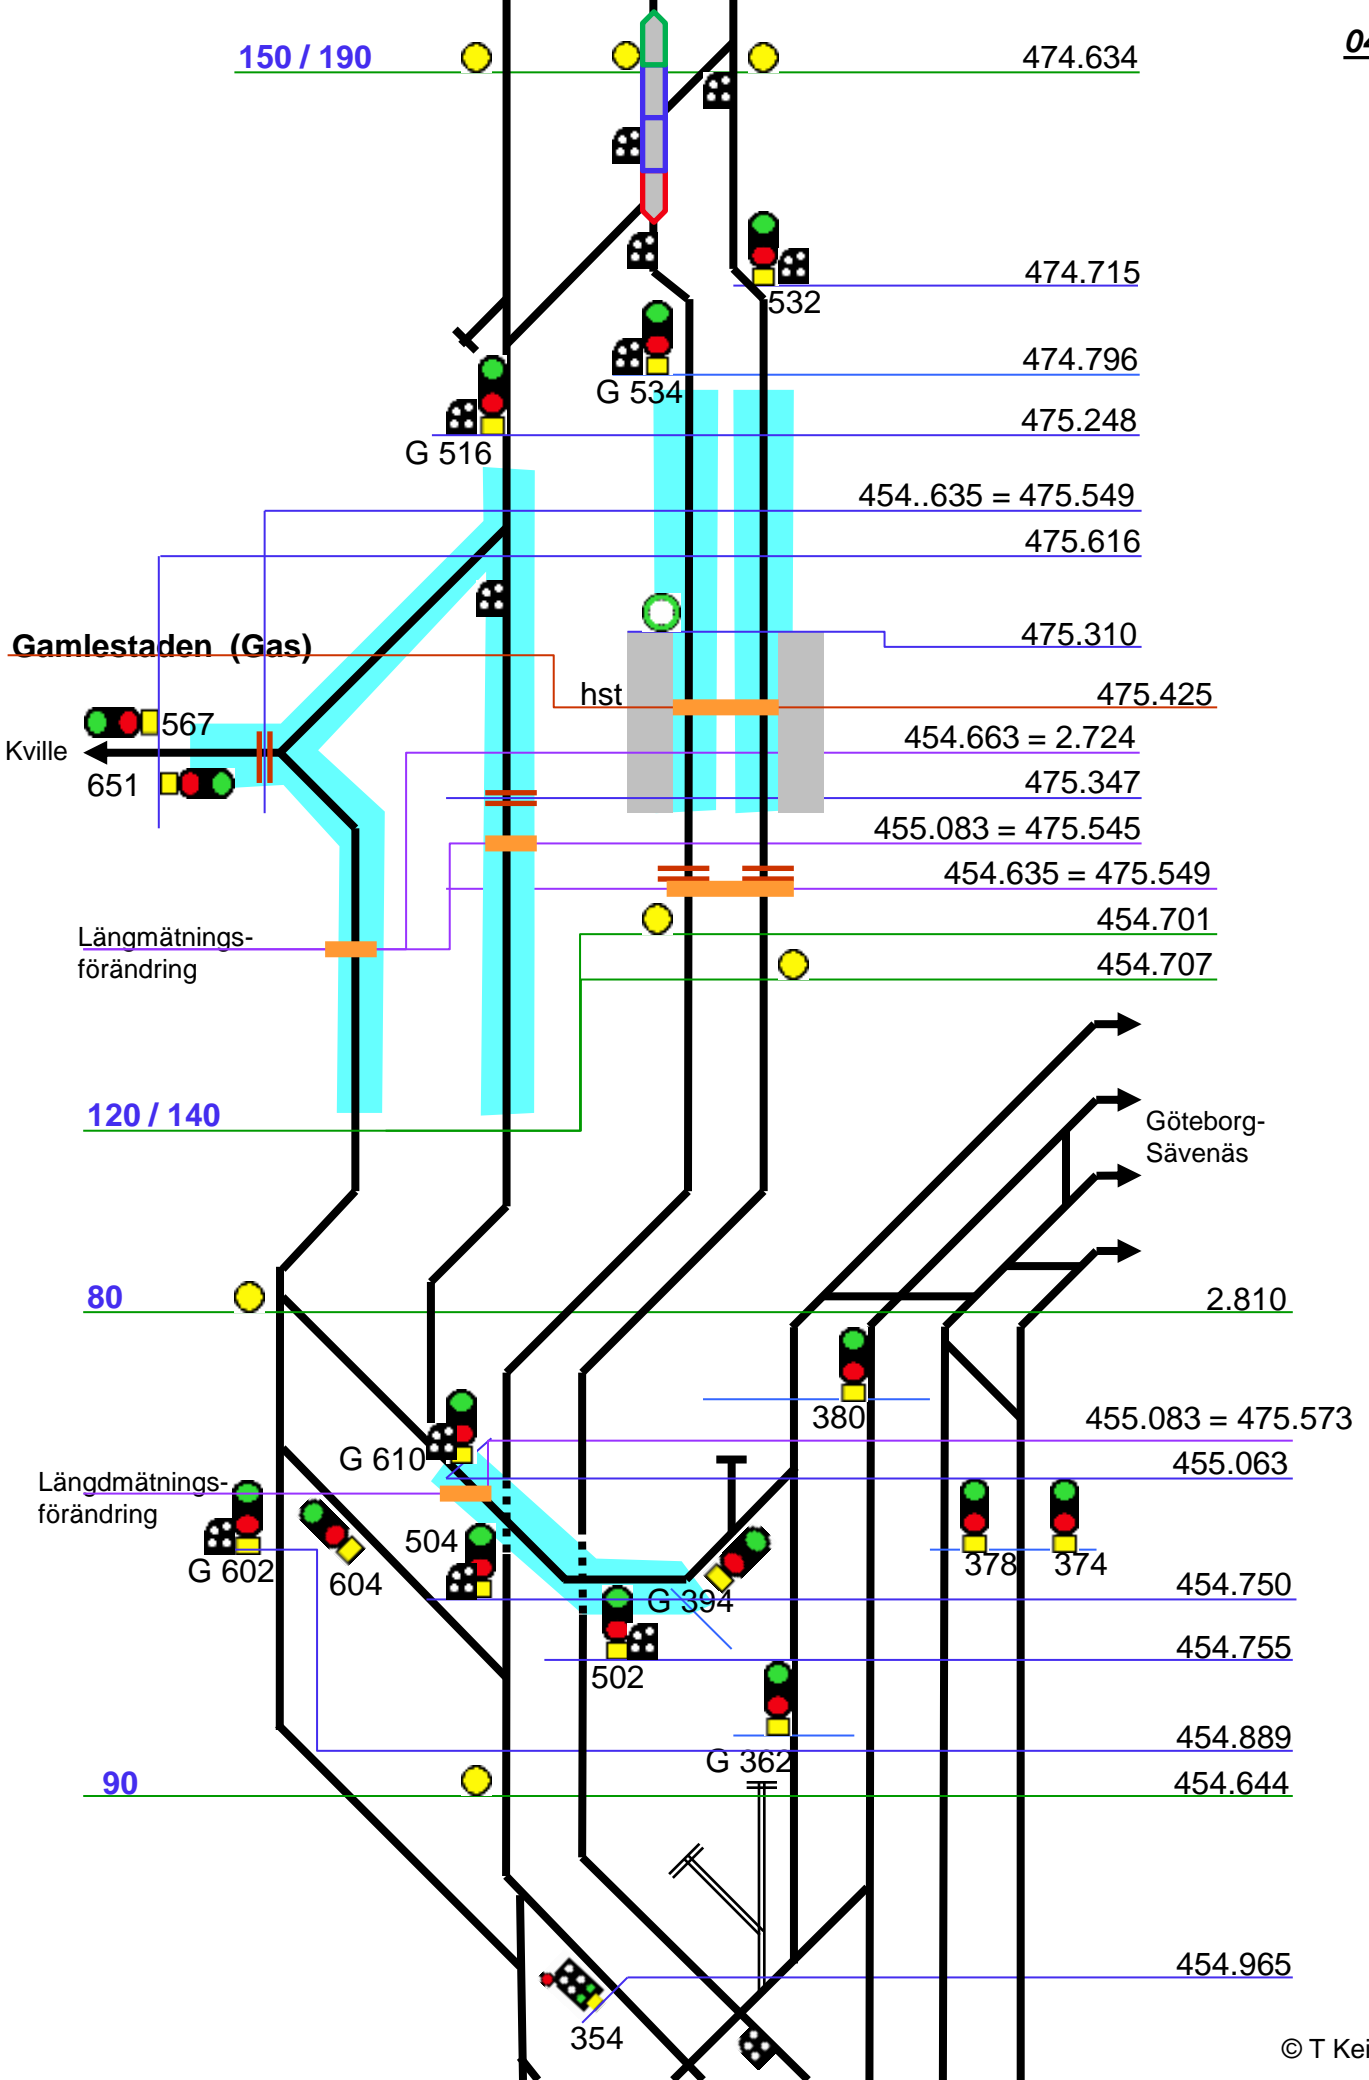 04
150 / 190
474.634
474.715
532
474.796
G 534
475.248
G 516
454..635 = 475.549
475.616
Gamlestaden (Gas)
475.310
hst
475.425
567
Kville
454.663 = 2.724
651
475.347
455.083 = 475.545
454.635 = 475.549
454.701
Längmätnings-
förändring
454.707
120 / 140
Göteborg-
Sävenäs
80
2.810
380
455.083 = 475.573
G 610
455.063
Längdmätnings-
förändring
504
378
374
G 602
604
454.750
G 394
454.755
502
454.889
G 362
90
454.644
454.965
354
© T Kei